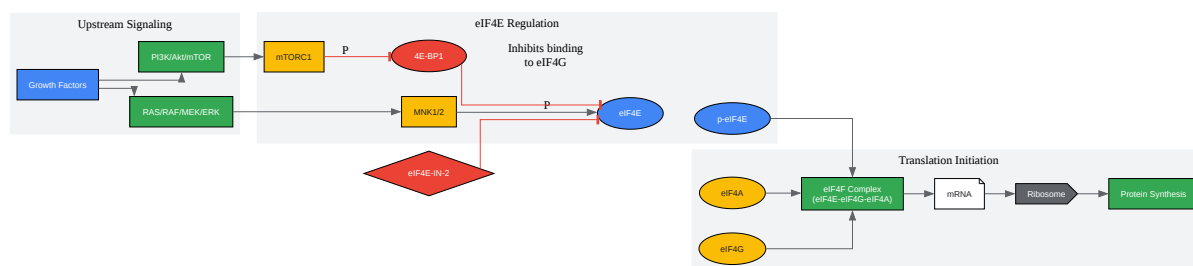 Upstream Signaling
eIF4E Regulation
Growth Factors
PI3K/Akt/mTOR
RAS/RAF/MEK/ERK
mTORC1
P
4E-BP1
Inhibits binding
to eIF4G
MNK1/2
P
eIF4E
p-eIF4E
eIF4E-IN-2
Translation Initiation
eIF4A
eIF4F Complex
(eIF4E-eIF4G-eIF4A)
mRNA
Ribosome
Protein Synthesis
eIF4G